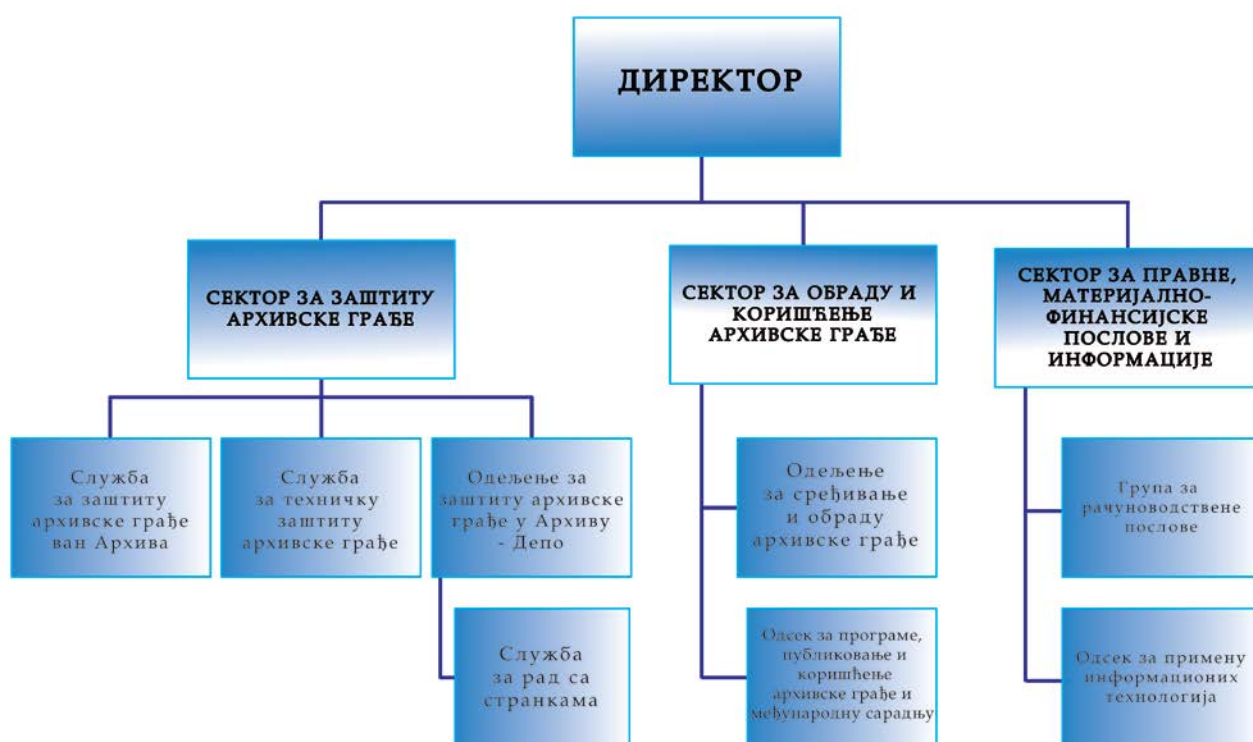 ДИРЕКТОР
СЕКТОР ЗА ЗАШТИТУ
АРХИВСКЕ ГРАЂЕ
СЕКТОР ЗА ОБРАДУ И
КОРИШЋЕЊЕ
АРХИВСКЕ ГРАЂЕ
СЕКТОР ЗА ПРАВНЕ,
МАТЕРИЈАЛНО-
ФИНАНСИЈСКЕ
ПОСЛОВЕ И
ИНФОРМАЦИЈЕ
Служба
за заштиту
архивске грађе
ван Архива
Служба
за техничку
заштиту
архивске грађе
Одељење за
заштиту архивске
грађе у Архиву
- Депо
Одељење
за сређивање
и обраду
архивске грађе
Група за
рачуноводствене
послове
Служба
за рад са
странкама
Одсек за програме,
публиковање и
коришћење
архивске грађе и
међународну сарадњу
Одсек за примену
информационих
технологија